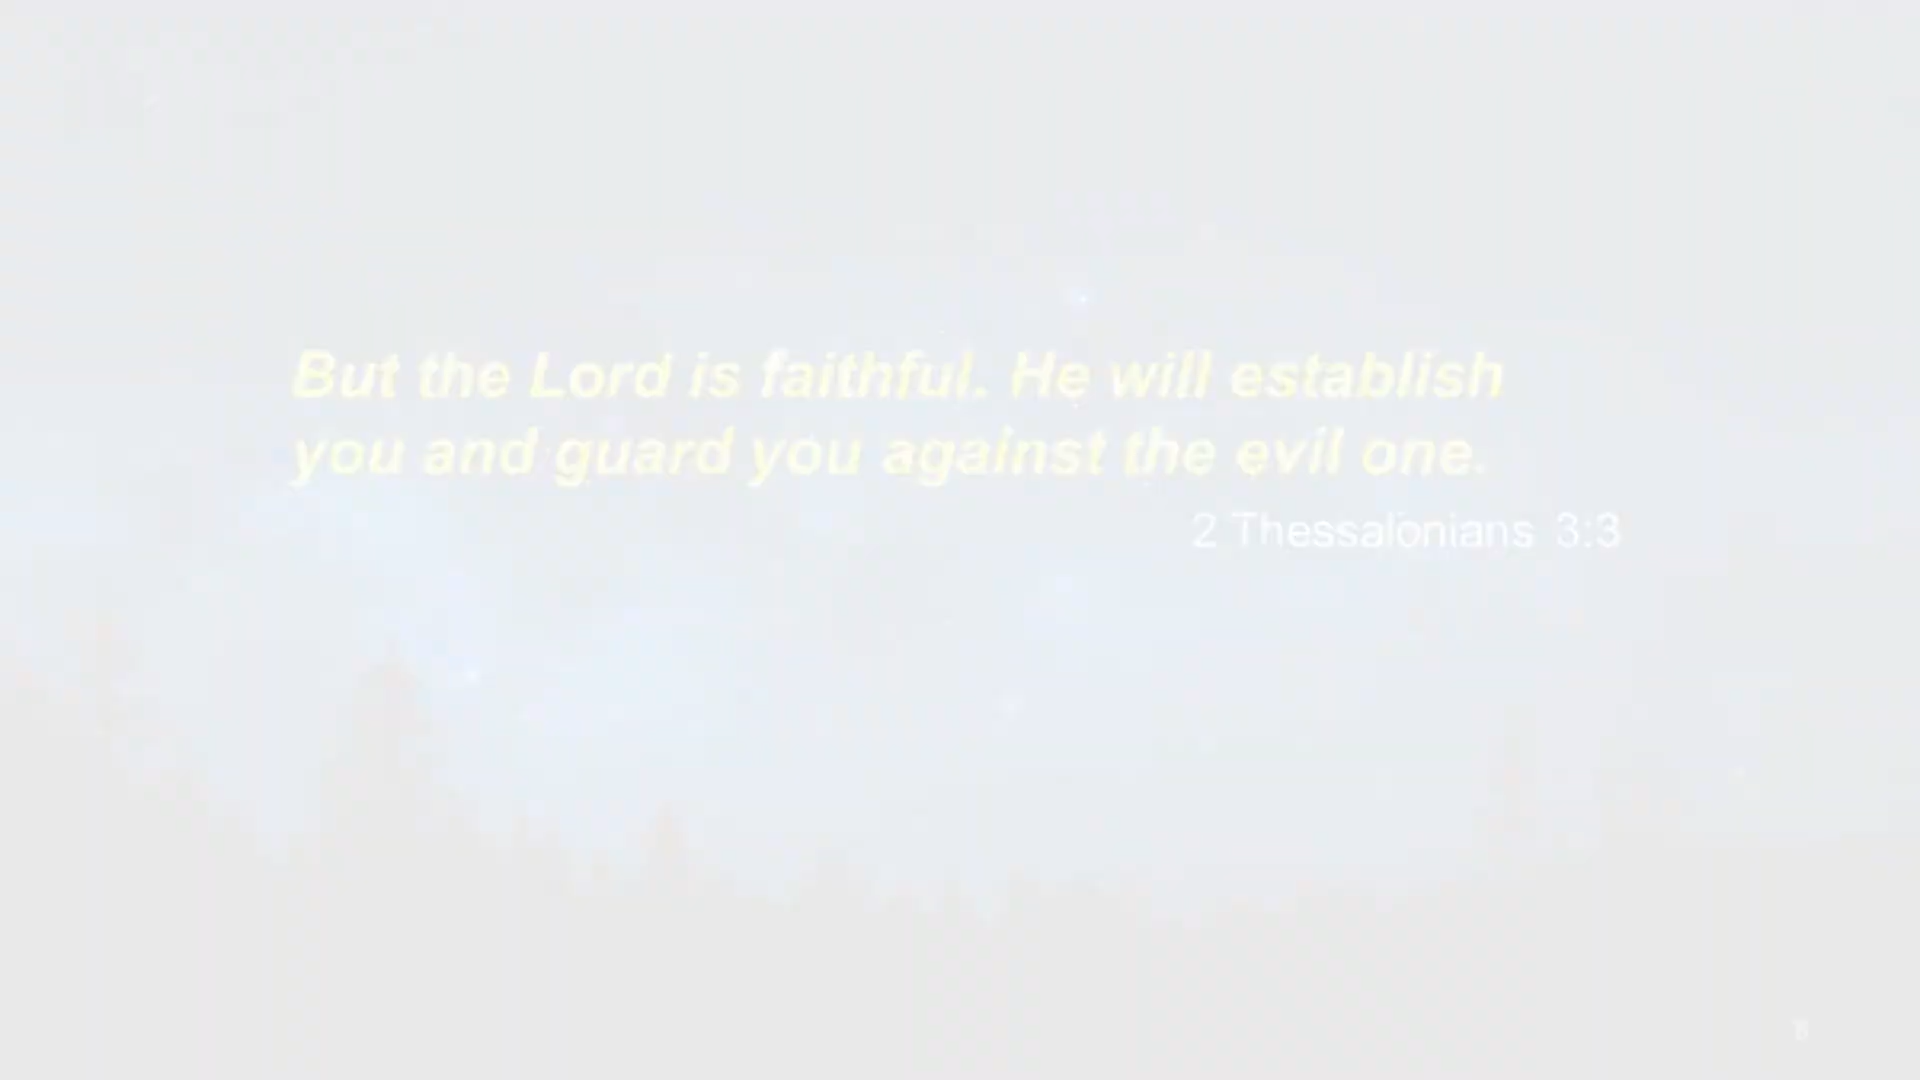 But the Lord is faithful. He will establish
you and guard you against the evil one.
2 Thessalonians 3:3